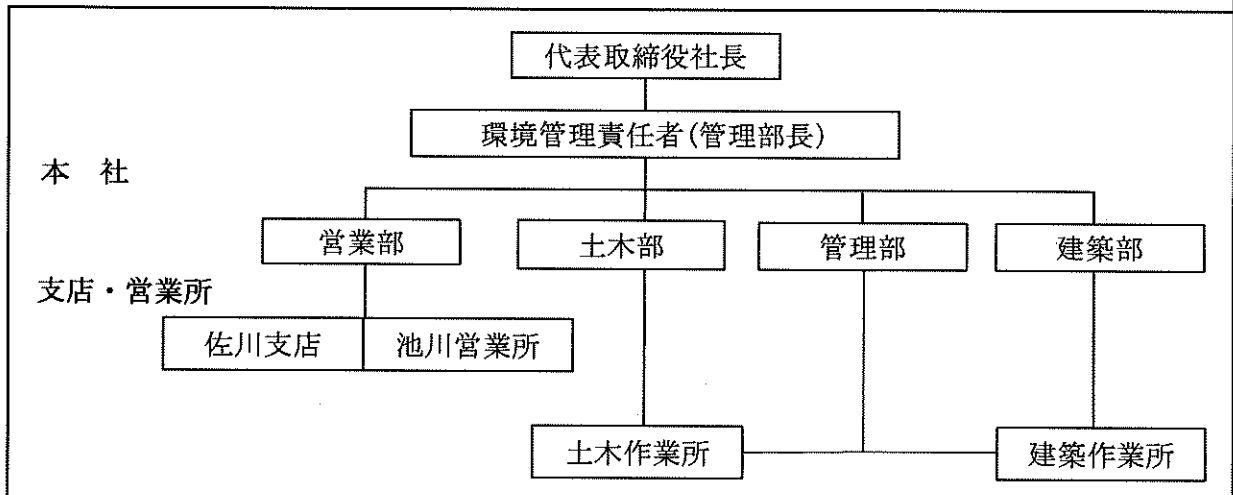 代表取締役社長
環境管理責任者(管理部長)
本 社
営業部
土木部
管理部
建築部
支店・営業所
佐川支店
池川営業所
土木作業所
建築作業所